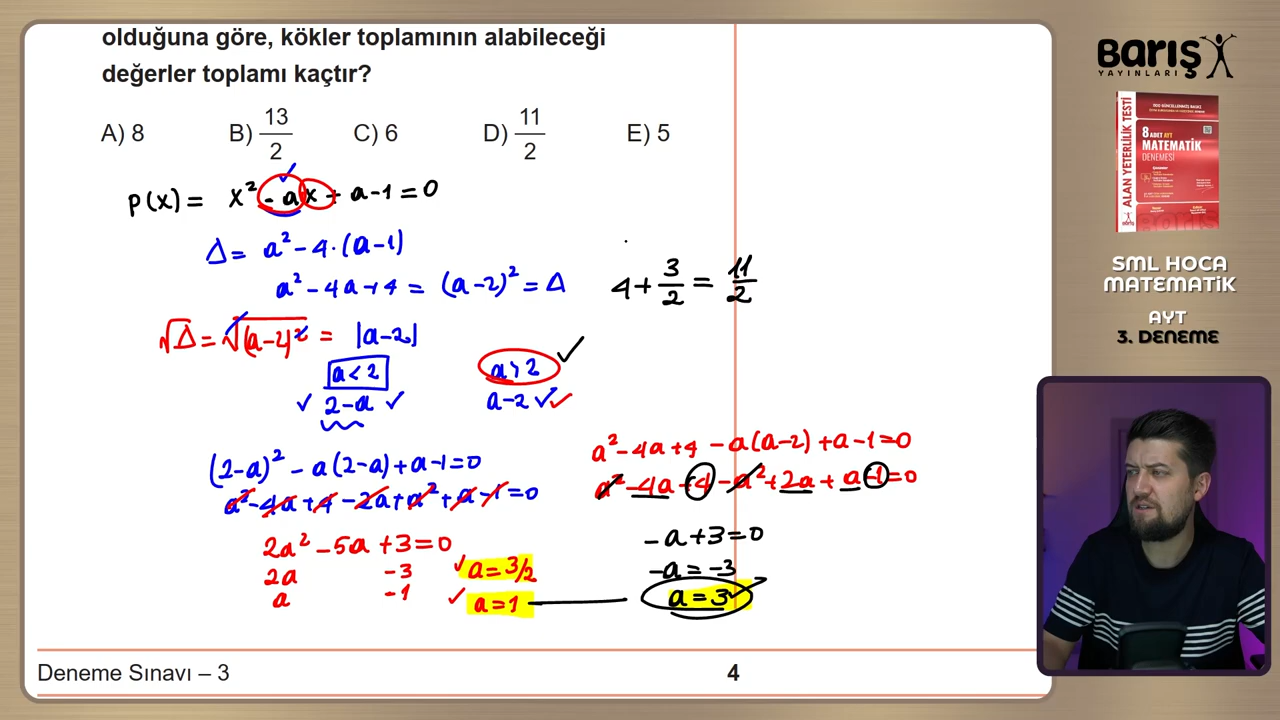 olduğuna göre, kökler toplamının alabileceği
değerler toplamı kaçtır?
A) 8 B) 13/2 C) 6 D) 11/2 E) 5
P(x) = x² - ax + a - 1 = 0
Δ = a² - 4·(a-1)
a² - 4a + 4 = (a-2)² = Δ
4 + 3/2 = 11/2
√Δ = √(a-2)² = |a-2|
a < 2
a > 2
2-a
a-2
(2-a)² - a(2-a) + a-1 = 0
a² - 4a + 4 - 2a + a² + a - 1 = 0
2a² - 5a + 3 = 0
2a -3
a -1
a = 3/2
a = 1
a² - 4a + 4 - a(a-2) + a - 1 = 0
a² - 4a + 4 - a² + 2a + a - 1 = 0
-a + 3 = 0
-a = -3
a = 3
Deneme Sınavı – 3
4
BARIŞ
YAYINLARI
ALAN YETERLİLİK TESTİ
8 ADET AYT
MATEMATİK
DENEMESİ
BARIŞ
SML HOCA
MATEMATİK
AYT
3. DENEME